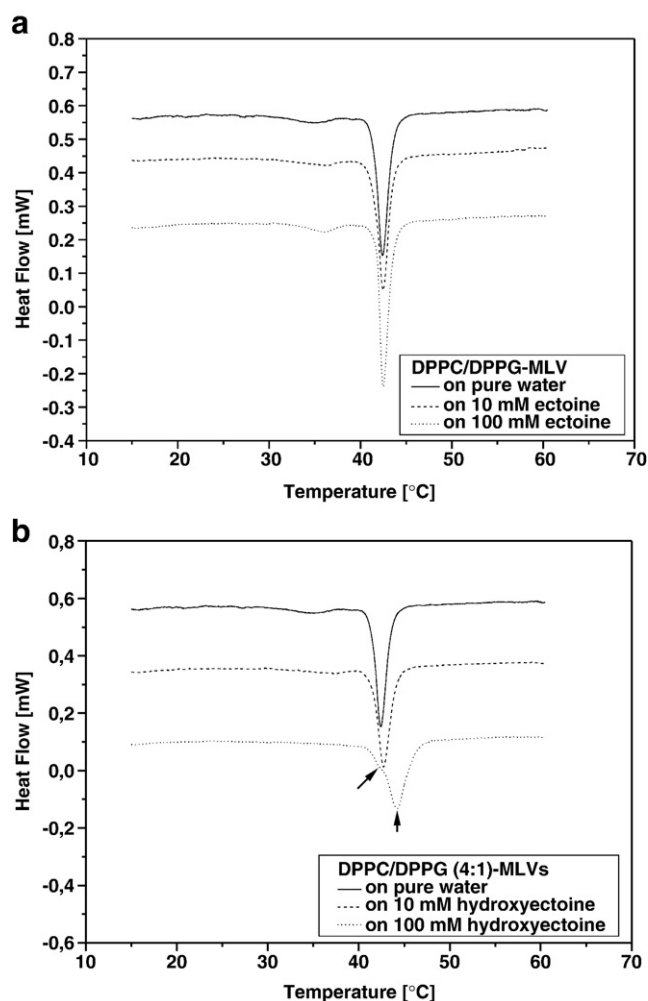 a
0.8
0.7
0.6
0.5
0.4
0.3
0.2
0.1
0.0
-0.1
-0.2
-0.3
-0.4
Heat Flow [mW]
DPPC/DPPG-MLV
on pure water
on 10 mM ectoine
on 100 mM ectoine
10 20 30 40 50 60 70
Temperature [°C]
b
0,8
0,6
0,4
0,2
0,0
-0,2
-0,4
-0,6
Heat Flow [mW]
DPPC/DPPG (4:1)-MLVs
on pure water
on 10 mM hydroxyectoine
on 100 mM hydroxyectoine
10 20 30 40 50 60 70
Temperature [°C]